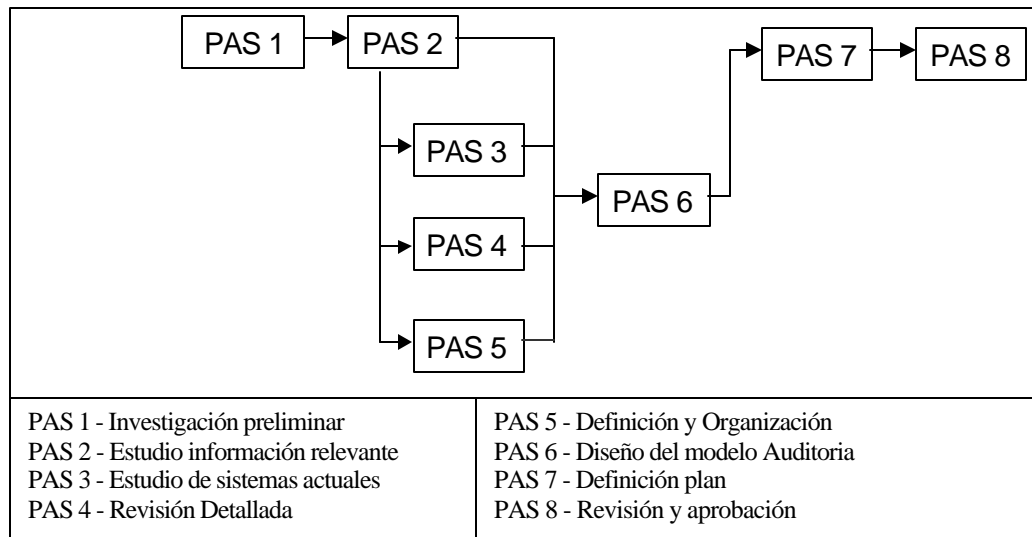 PAS 1
PAS 2
PAS 7
PAS 8
PAS 3
PAS 6
PAS 4
PAS 5
PAS 1 - Investigación preliminar
PAS 2 - Estudio información relevante
PAS 3 - Estudio de sistemas actuales
PAS 4 - Revisión Detallada
PAS 5 - Definición y Organización
PAS 6 - Diseño del modelo Auditoria
PAS 7 - Definición plan
PAS 8 - Revisión y aprobación